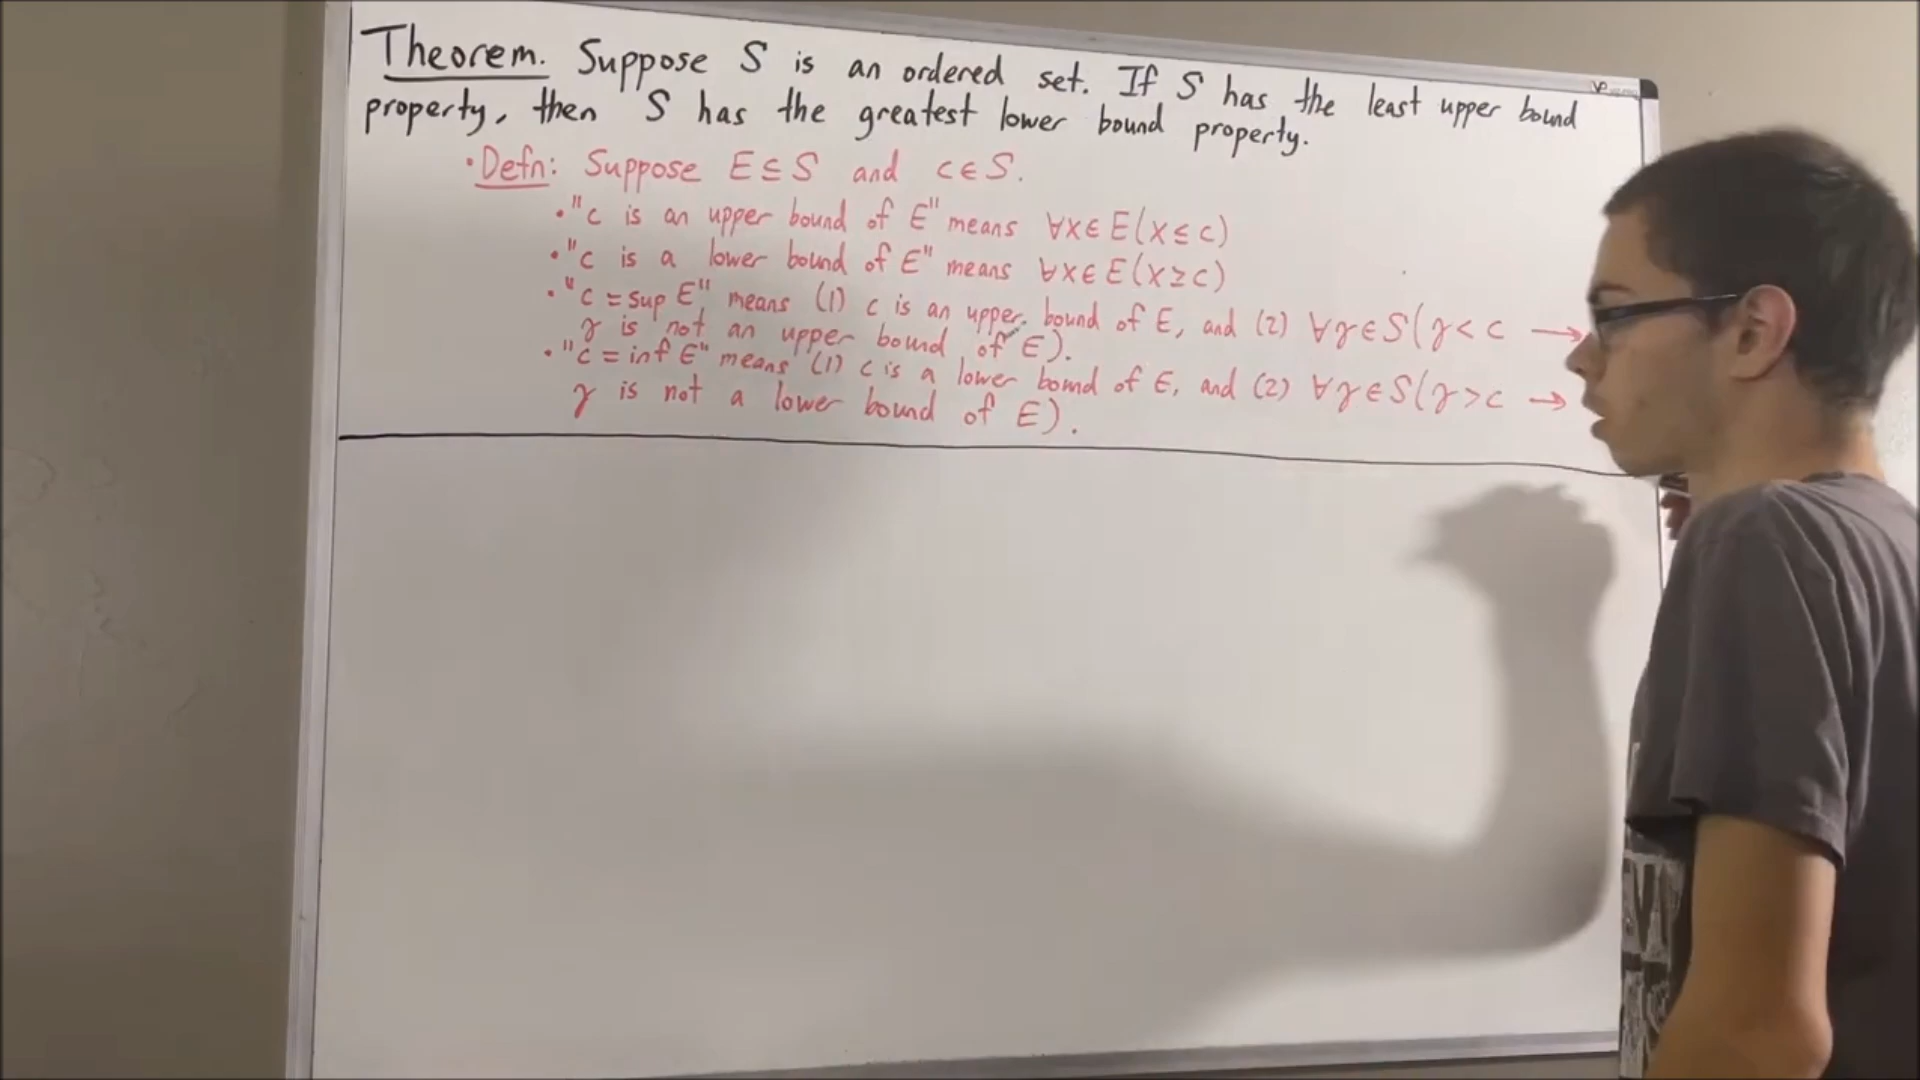 Theorem. Suppose S is an ordered set. If S has the least upper bound
property, then S has the greatest lower bound property.
• Defn: Suppose E ⊆ S and c ∈ S.
• "c is an upper bound of E" means ∀x ∈ E(x ≤ c)
• "c is a lower bound of E" means ∀x ∈ E(x ≥ c)
• "c = sup E" means (1) c is an upper bound of E, and (2) ∀γ ∈ S(γ < c →
γ is not an upper bound of E).
• "c = inf E" means (1) c is a lower bound of E, and (2) ∀γ ∈ S(γ > c →
γ is not a lower bound of E).